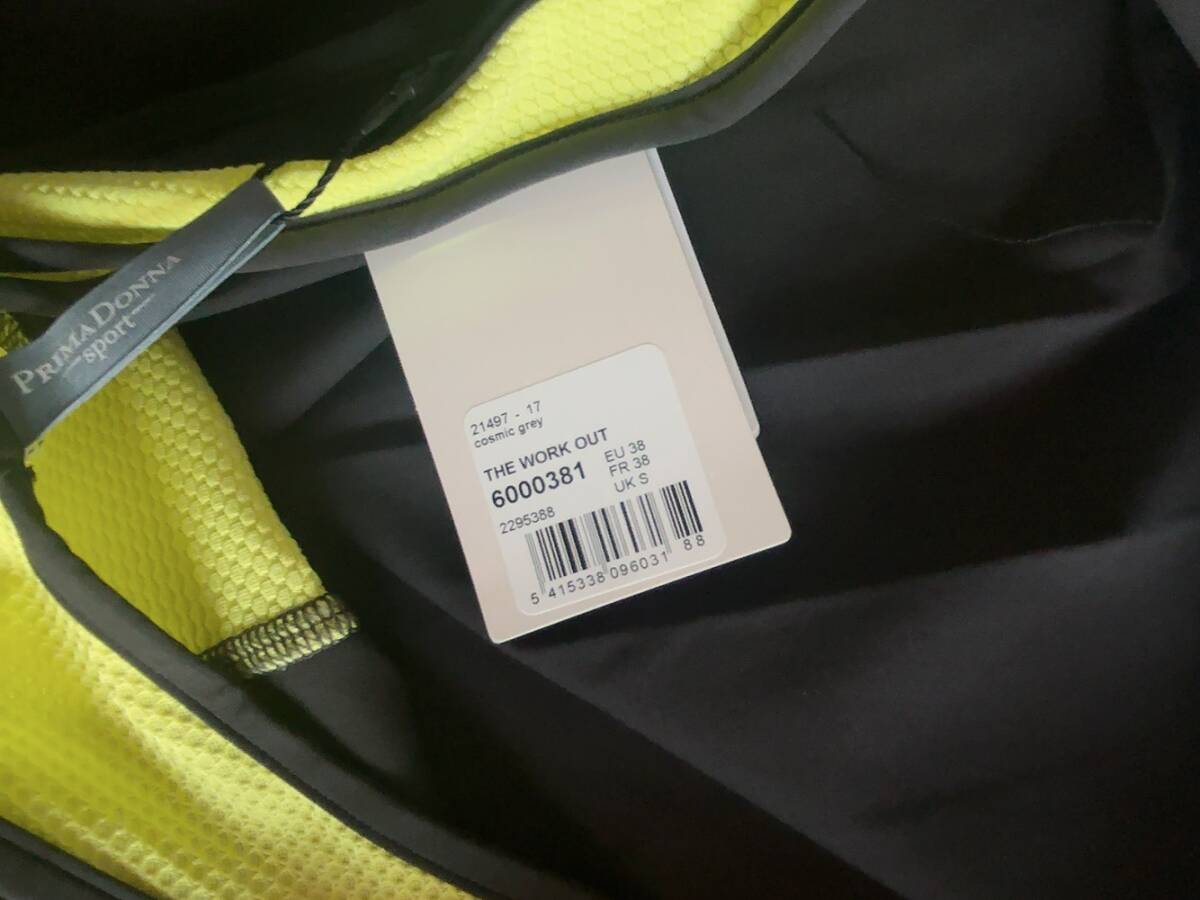 PRIMADONNA
sport
21497 - 17
cosmic grey
THE WORK OUT
6000381
EU 38
FR 38
UK S
2295388
5 415338 096031 88